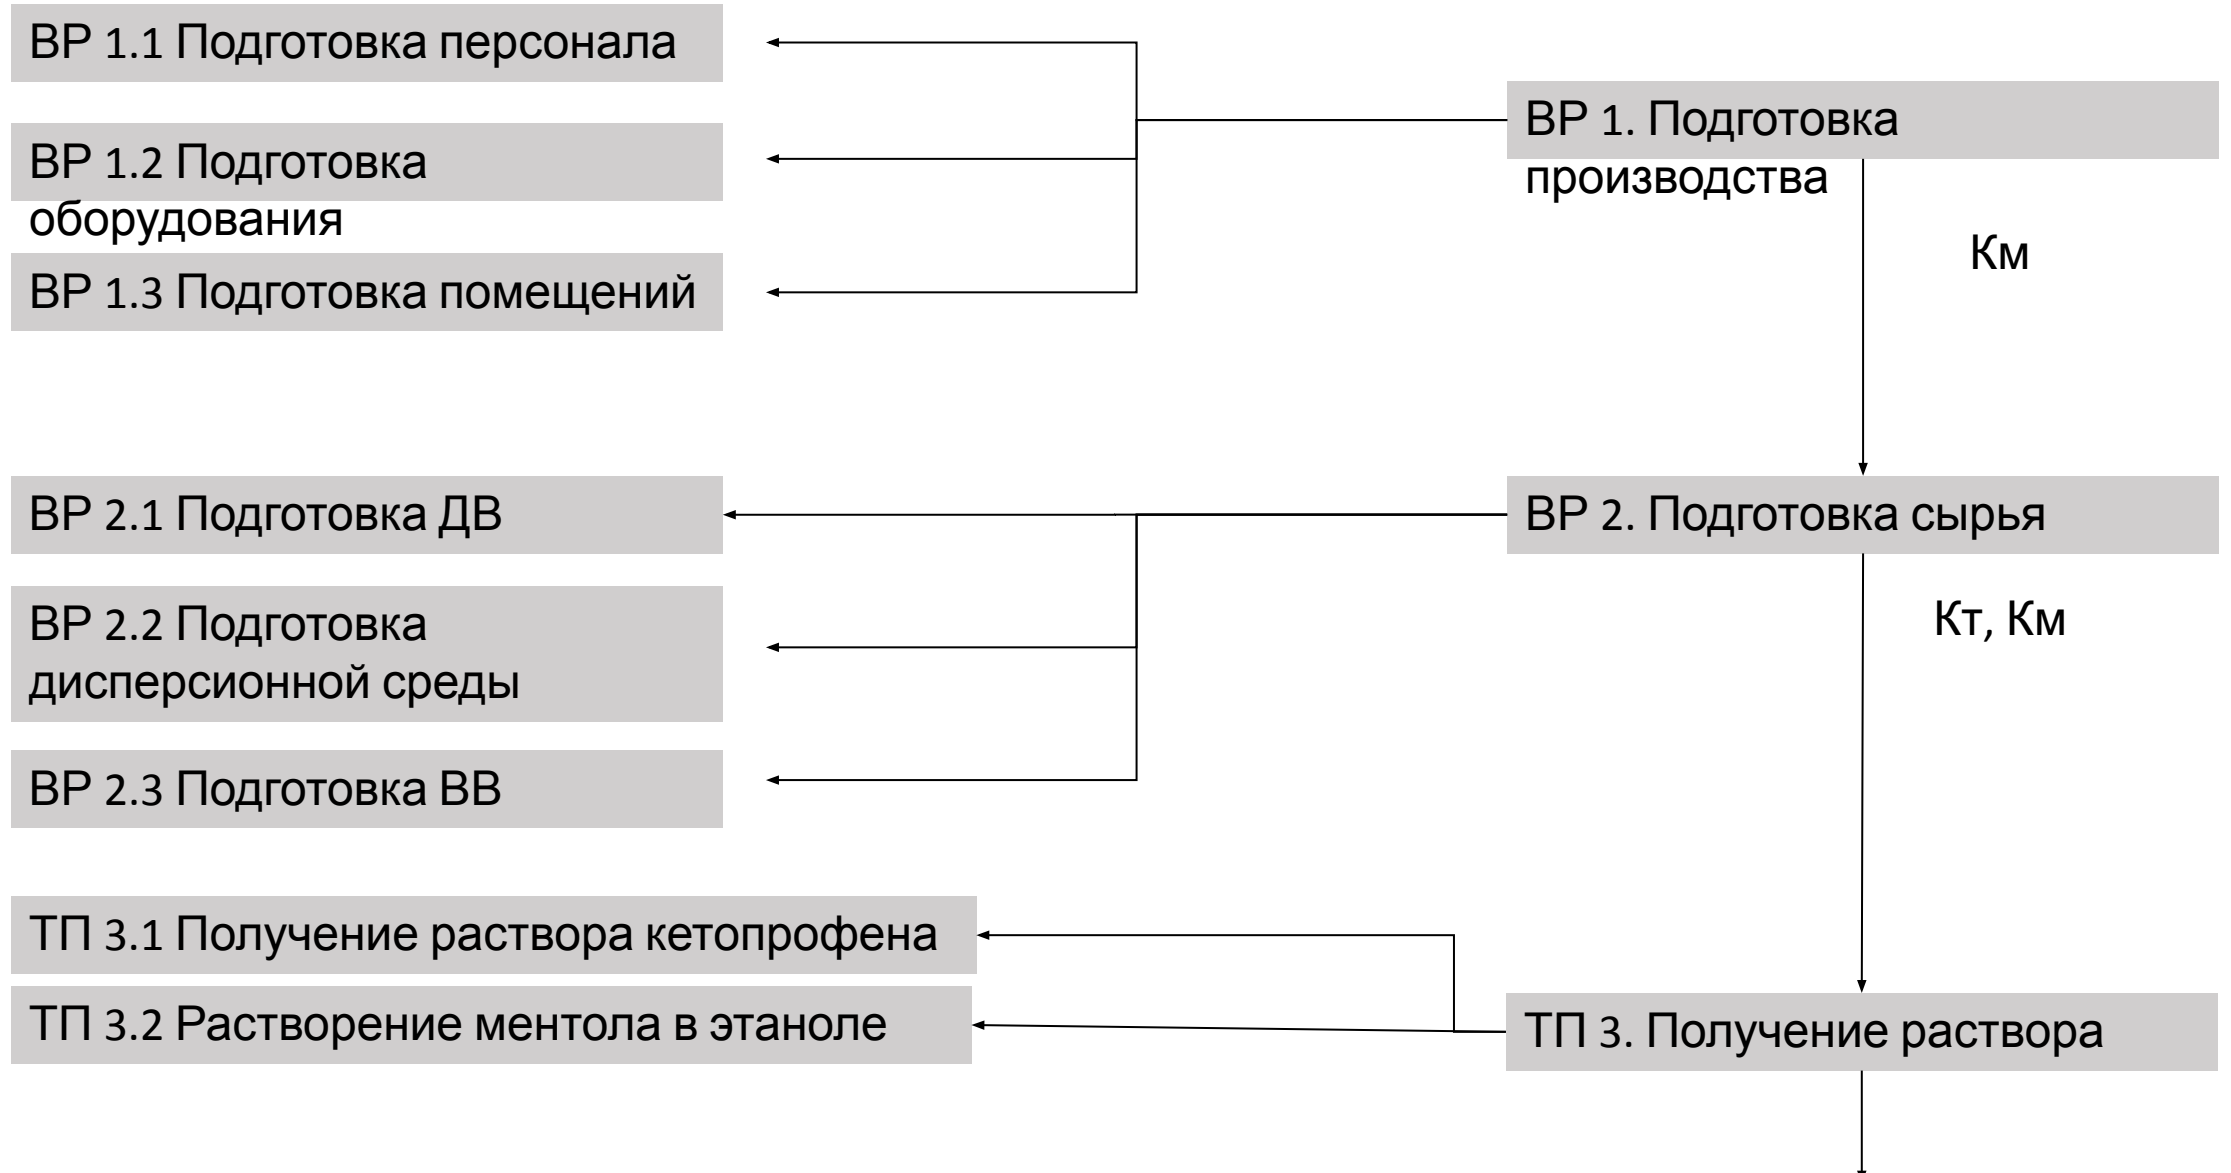 ВР 1.1 Подготовка персонала
ВР 1.2 Подготовка
оборудования
ВР 1.3 Подготовка помещений
ВР 1. Подготовка
производства
Км
ВР 2.1 Подготовка ДВ
ВР 2.2 Подготовка
дисперсионной среды
ВР 2.3 Подготовка ВВ
ВР 2. Подготовка сырья
Кт, Км
ТП 3.1 Получение раствора кетопрофена
ТП 3.2 Растворение ментола в этаноле
ТП 3. Получение раствора